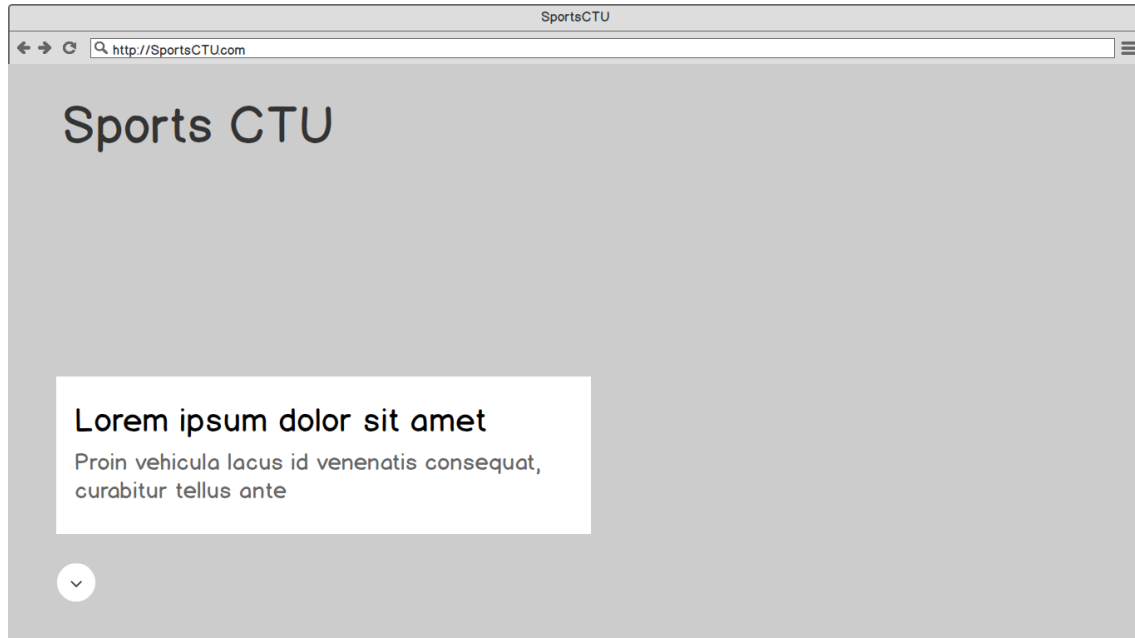 SportsCTU
http://SportsCTU.com
Sports CTU
Lorem ipsum dolor sit amet
Proin vehicula lacus id venenatis consequat,
curabitur tellus ante